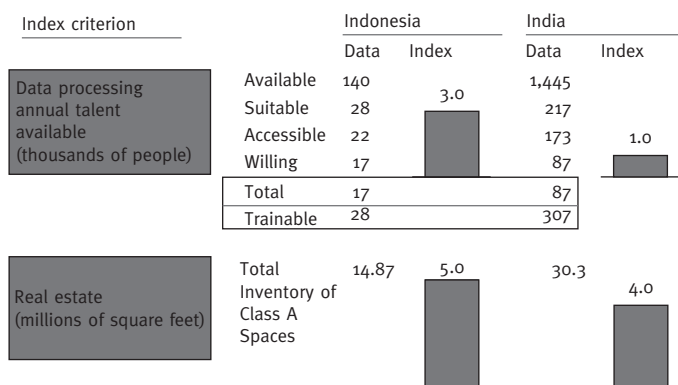 Index criterion
Indonesia India
Data Index Data Index
Data processing
annual talent
available
(thousands of people)
Available 140 1,445
3.0
Suitable 28 217
Accessible 22 173 1.0
Willing 17 87
Total 17 87
Trainable 28 307
Real estate
(millions of square feet)
Total 14.87 5.0 30.3
Inventory of 4.0
Class A
Spaces